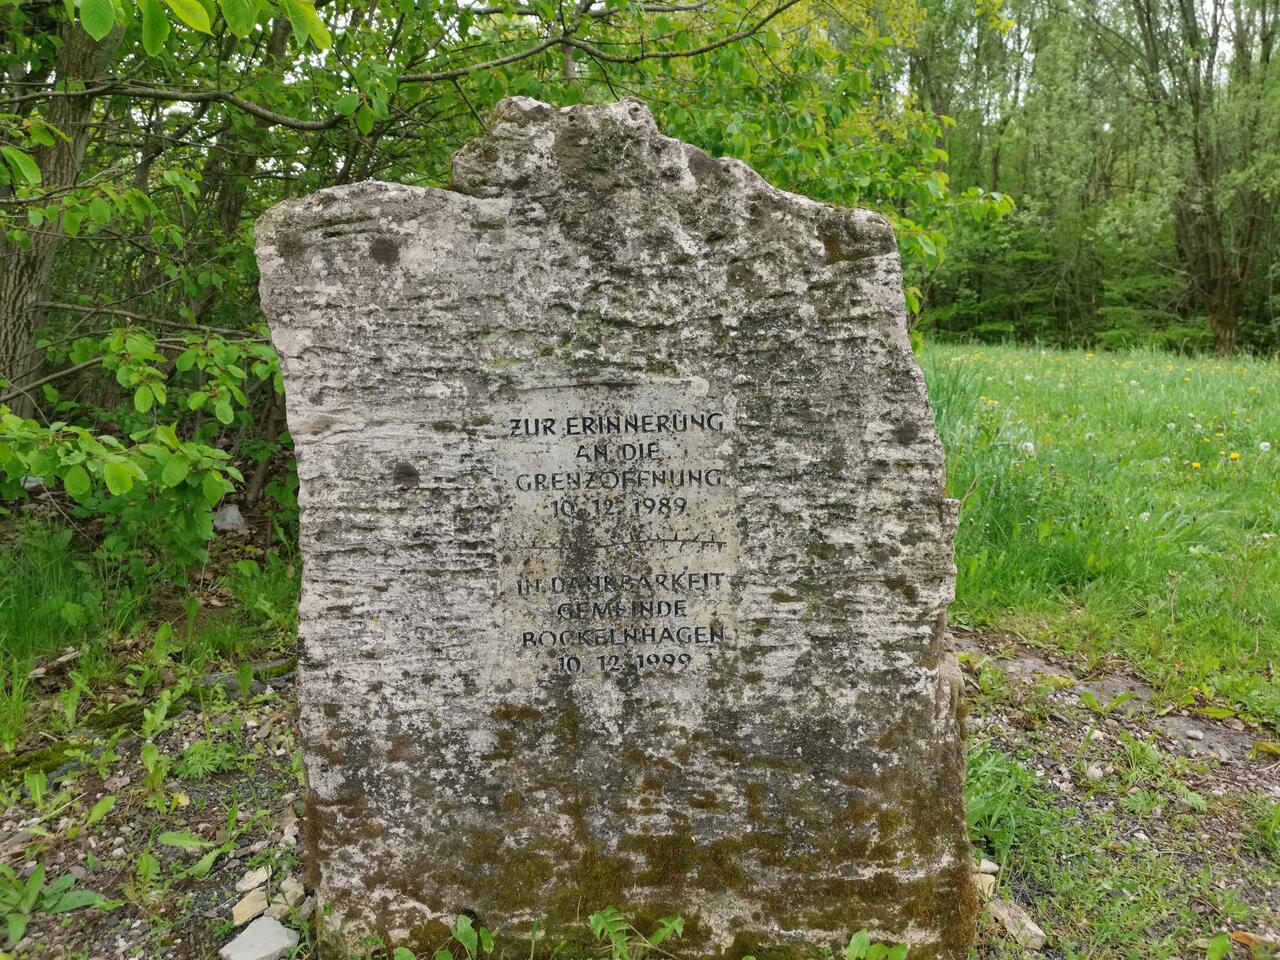 ZUR ERINNERUNG
AN DIE
GRENZÖFFNUNG
10. 12. 1989
IN DANKBARKEIT
GEMEINDE
BOCKELNHAGEN
10. 12. 1999